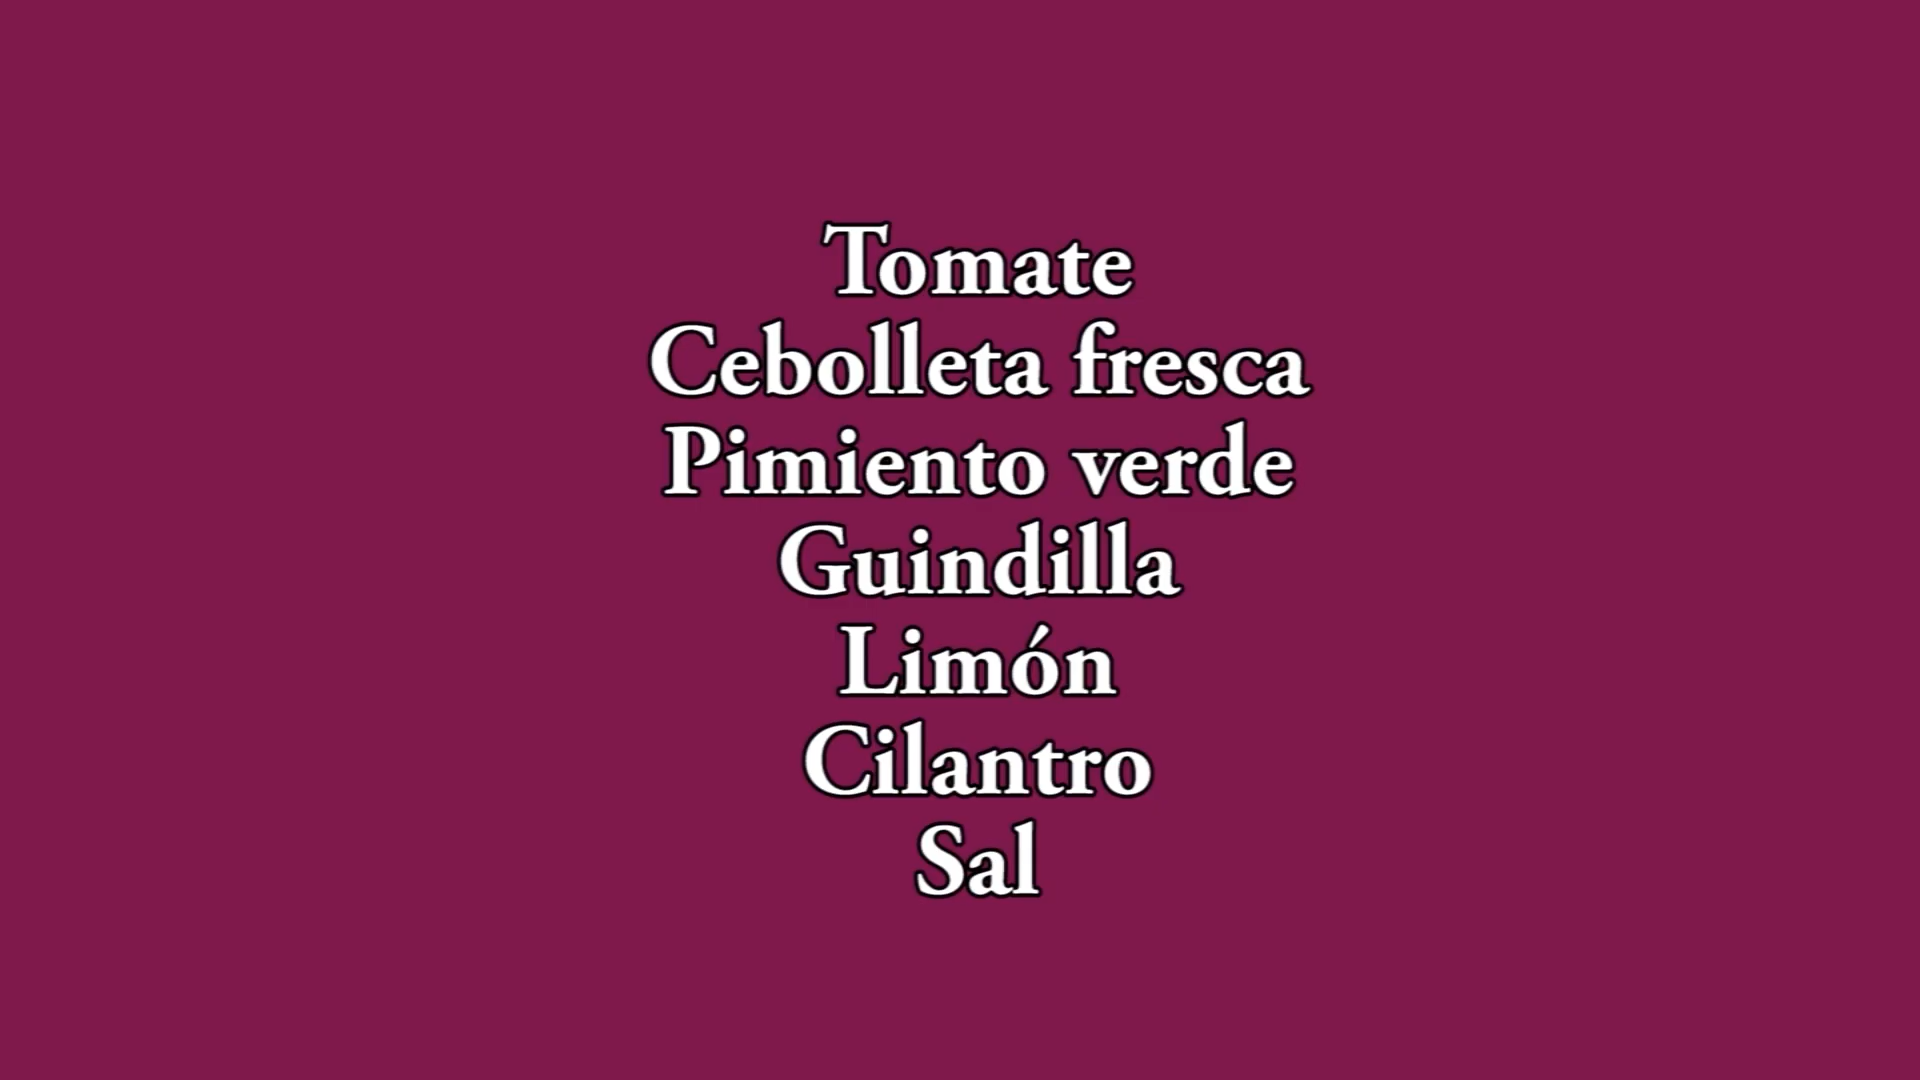 Tomate
Cebolleta fresca
Pimiento verde
Guindilla
Limón
Cilantro
Sal